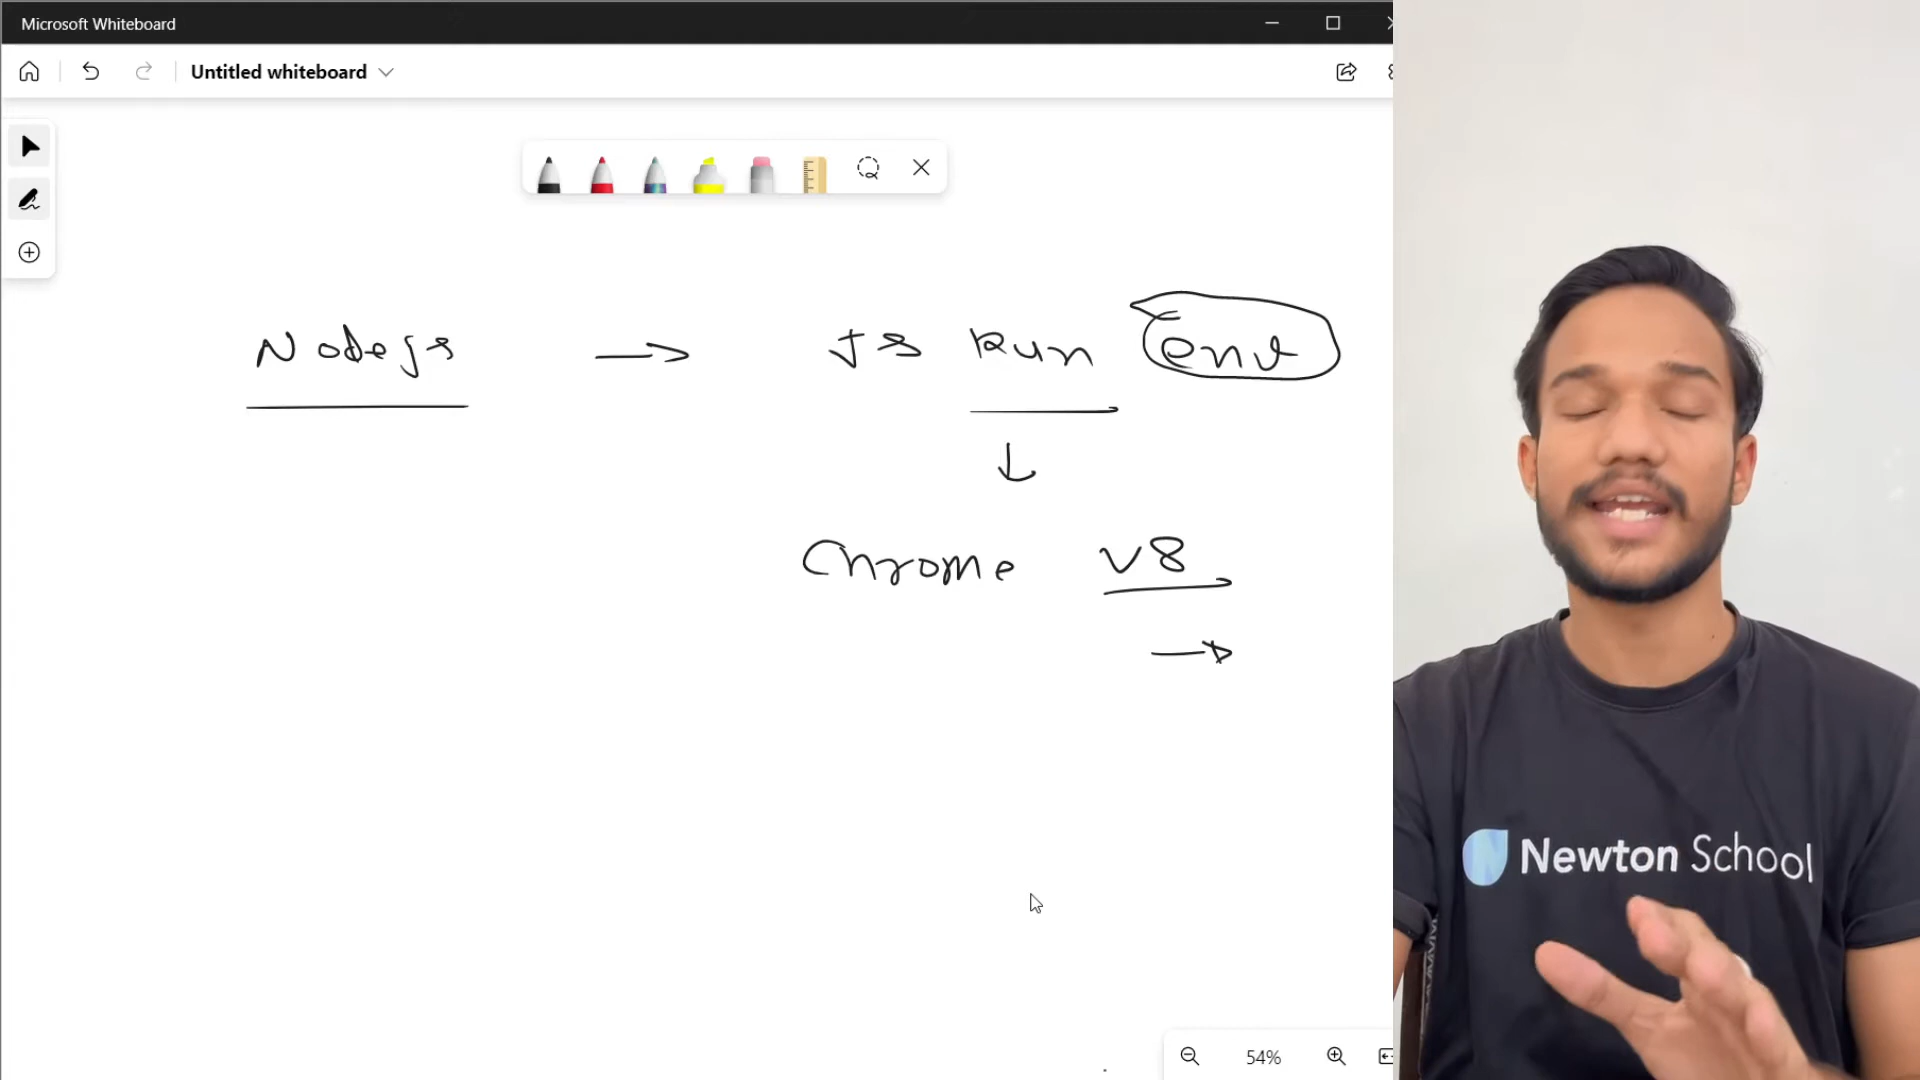 Microsoft Whiteboard
Untitled whiteboard
Nodejs → JS Run env
↓
Chrome V8
→
Newton School
54%